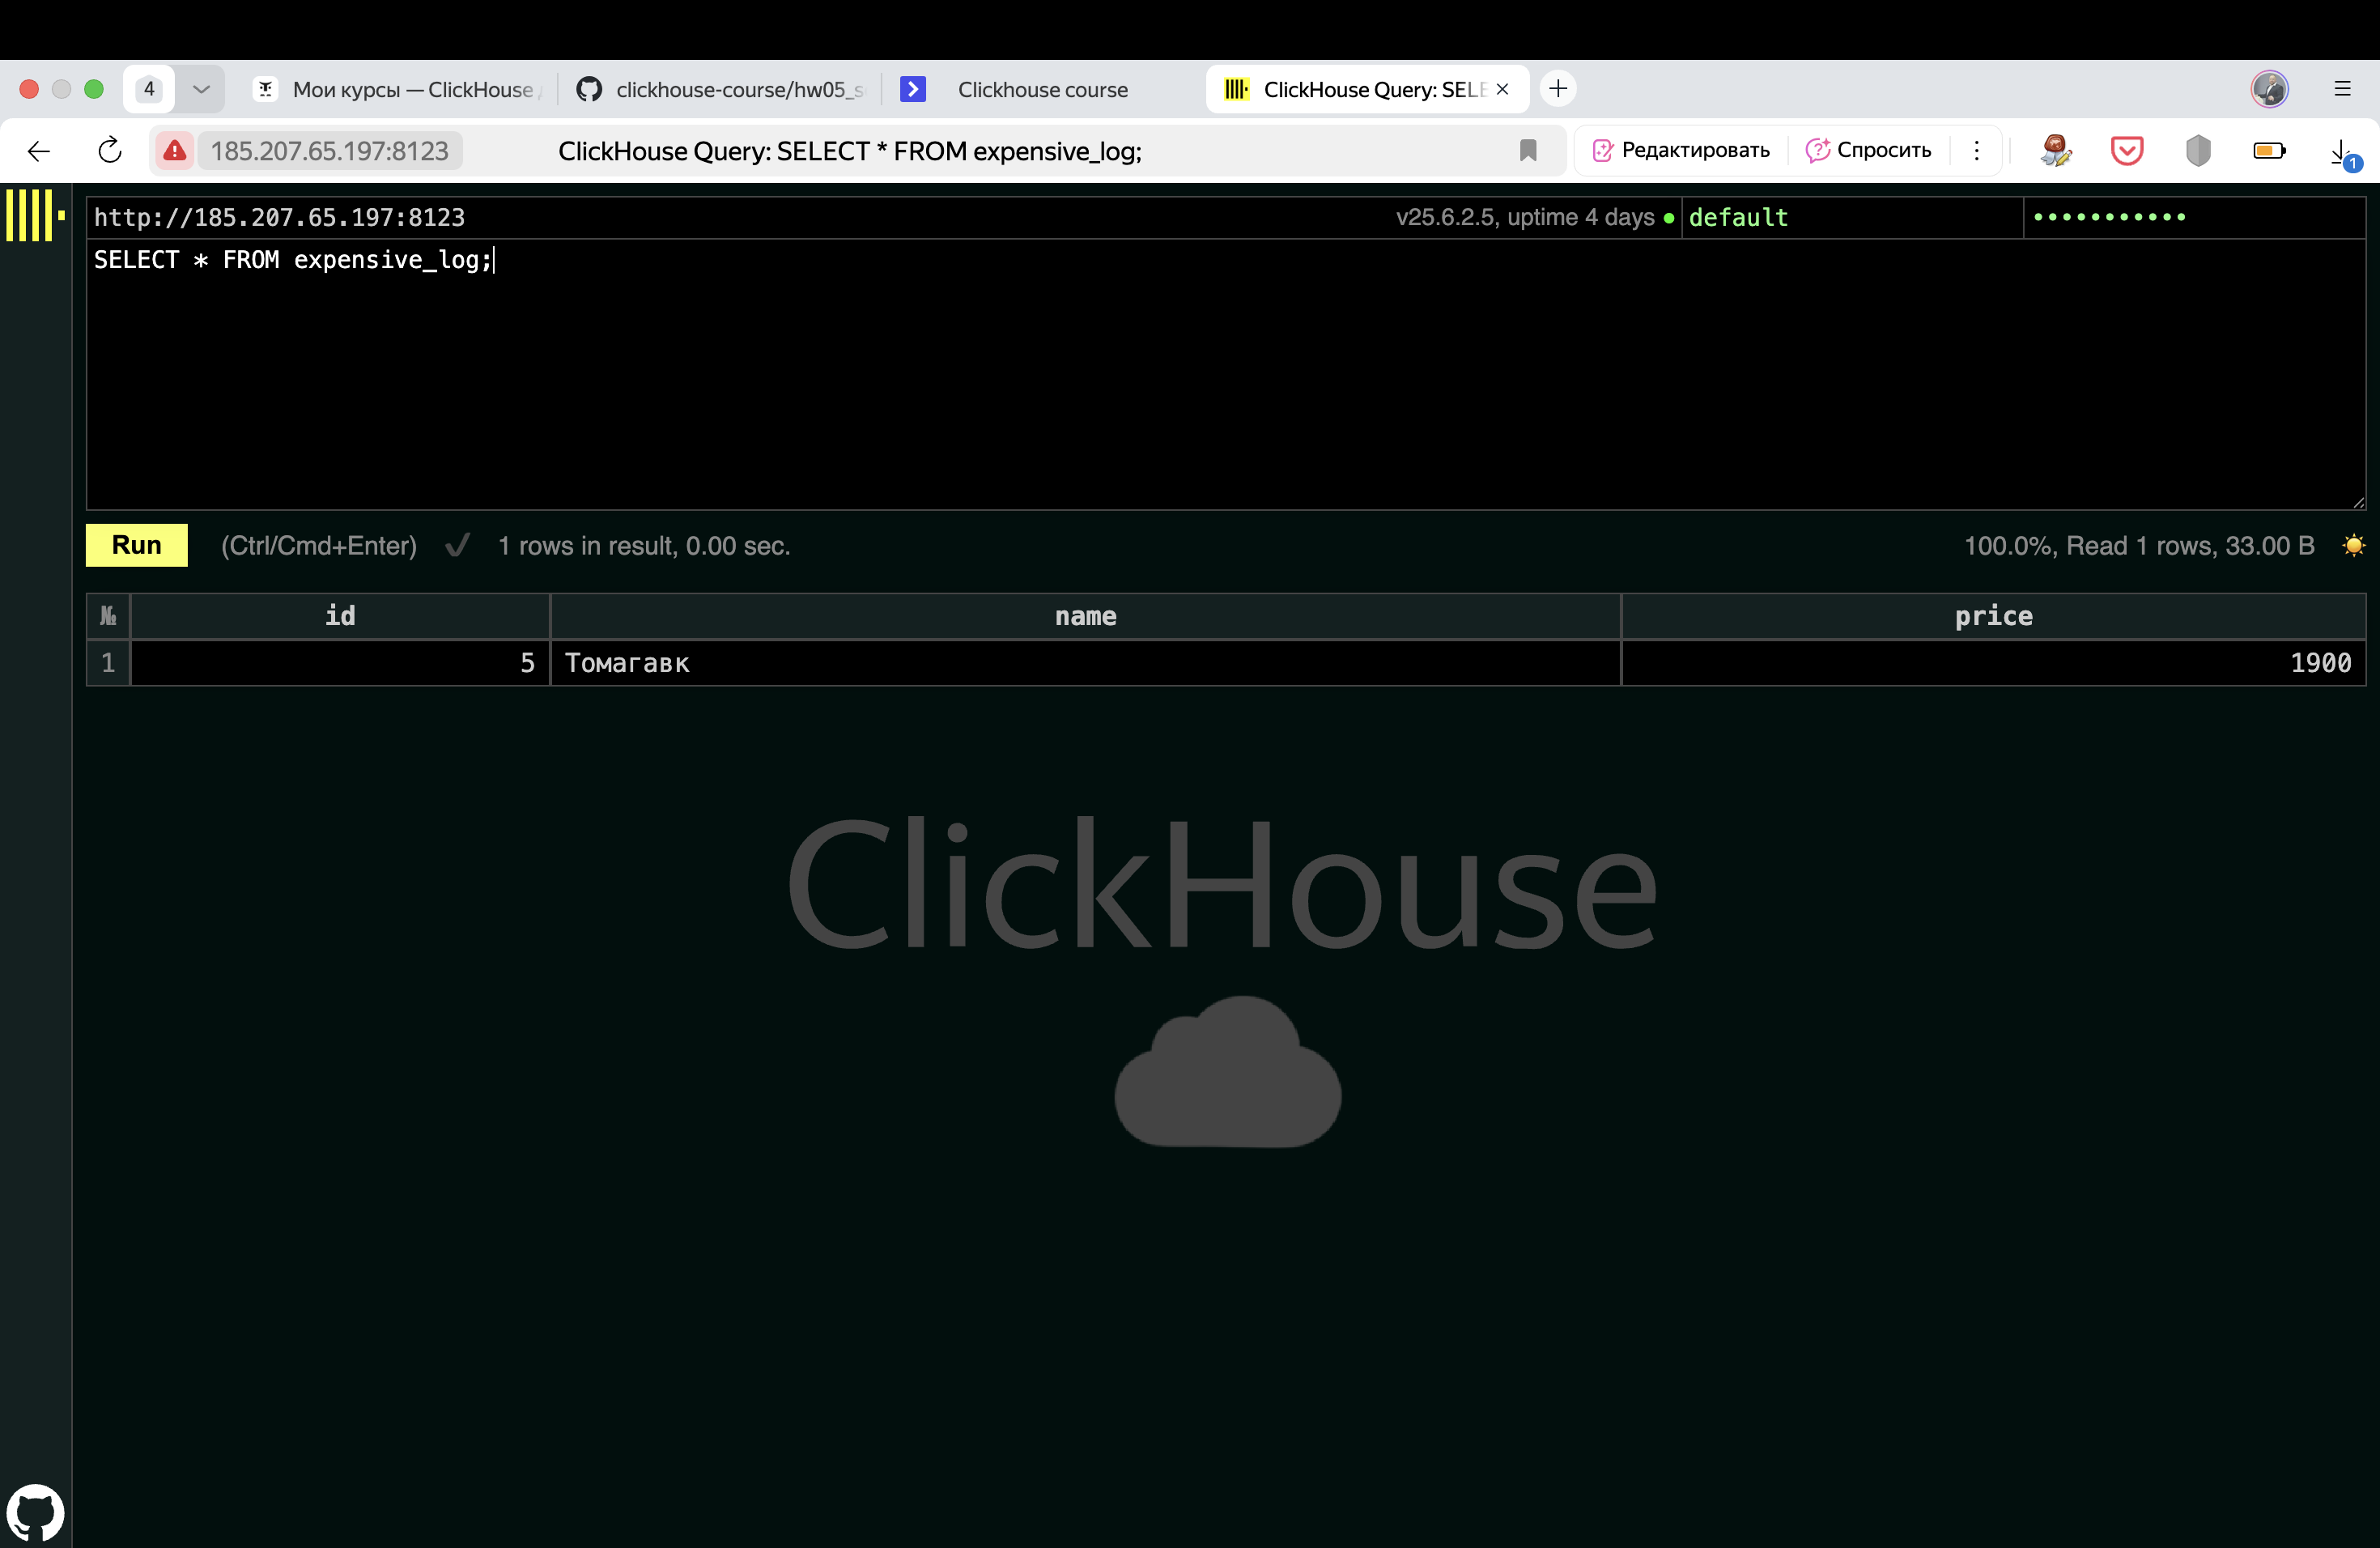 4
Мои курсы — ClickHouse
clickhouse-course/hw05_s
Clickhouse course
ClickHouse Query: SELE
185.207.65.197:8123
ClickHouse Query: SELECT * FROM expensive_log;
Редактировать
Спросить
1
http://185.207.65.197:8123
v25.6.2.5, uptime 4 days
default
•••••••••••
SELECT * FROM expensive_log;
Run
(Ctrl/Cmd+Enter)
1 rows in result, 0.00 sec.
100.0%, Read 1 rows, 33.00 B
№ id name price
1 5 Томагавк 1900
ClickHouse